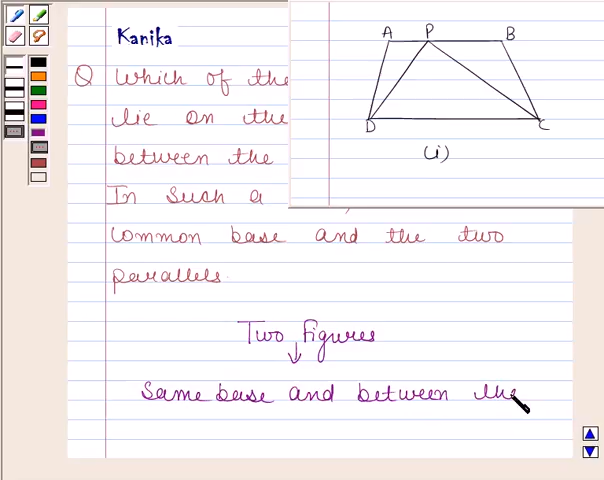 Kanika
Q Which of the
lie on the
between the
In Such a
Common base and the two
parallels.
Two figures
Same base and between the
A P B
D C
(i)